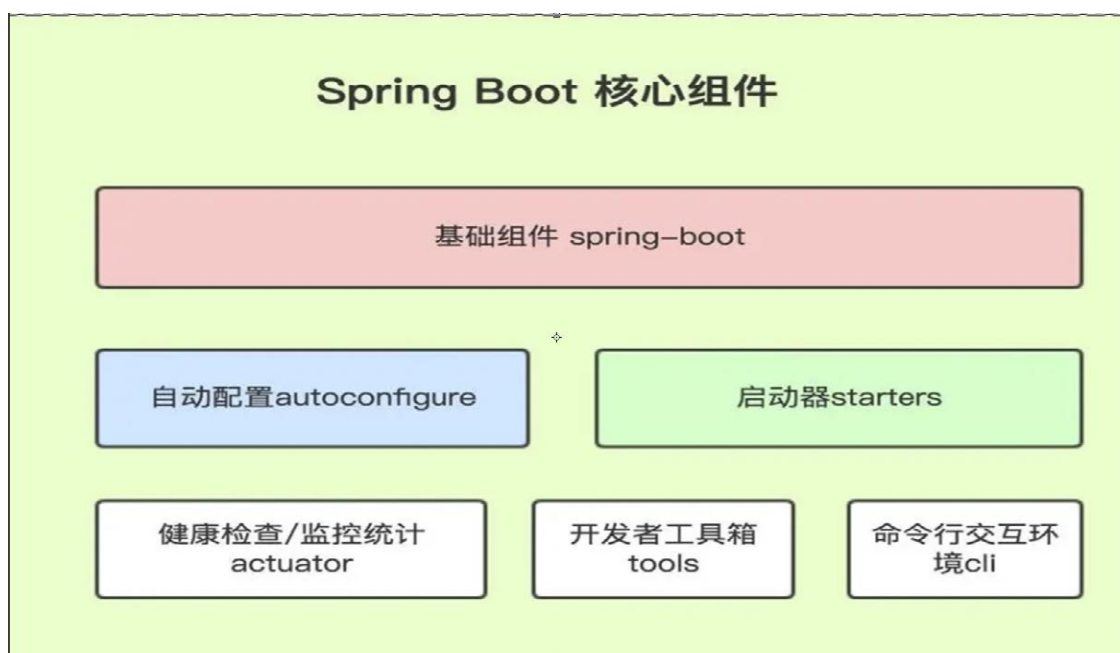 Spring Boot 核心组件
基础组件 spring-boot
自动配置autoconfigure
启动器starters
健康检查/监控统计
actuator
开发者工具箱
tools
命令行交互环
境cli